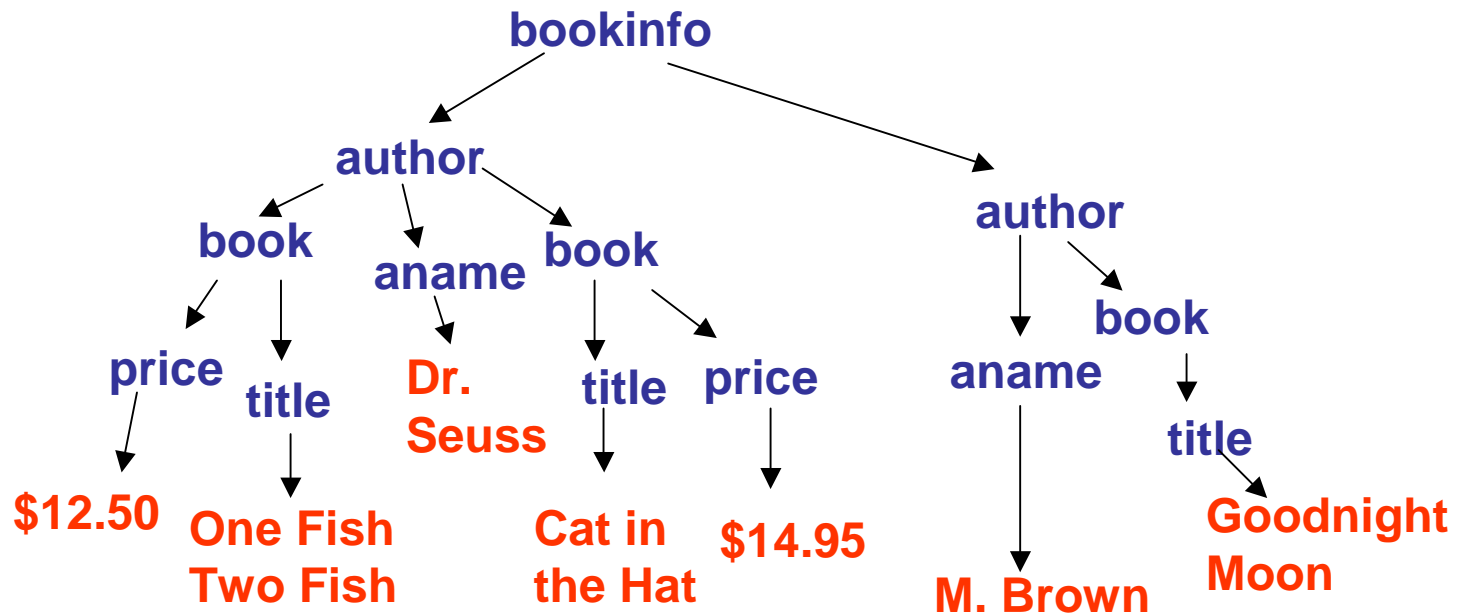 bookinfo
author
author
book
aname
book
book
price
title
Dr.
Seuss
title
price
aname
title
$12.50
One Fish
Two Fish
Cat in
the Hat
$14.95
M. Brown
Goodnight
Moon